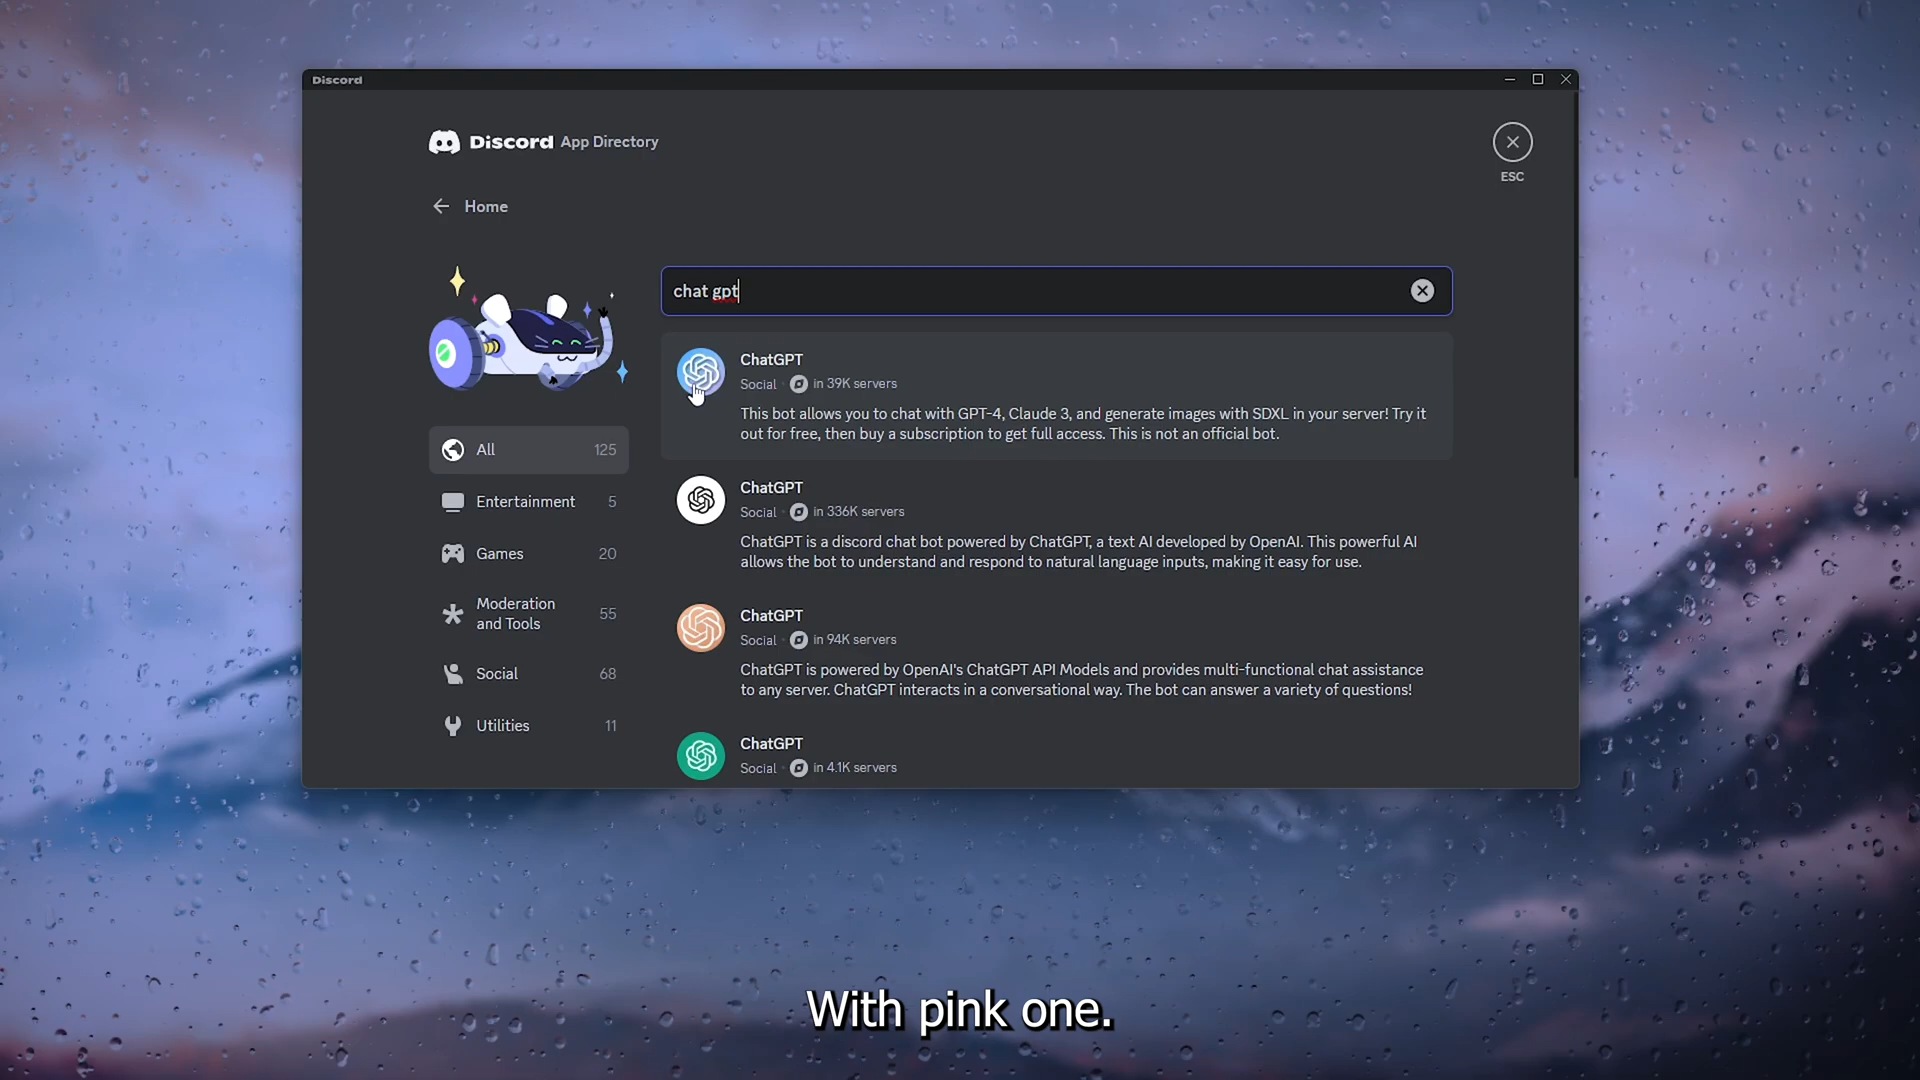 Discord
Discord App Directory
ESC
Home
chat gpt
ChatGPT
Social · in 39K servers
This bot allows you to chat with GPT-4, Claude 3, and generate images with SDXL in your server! Try it
out for free, then buy a subscription to get full access. This is not an official bot.
All 125
Entertainment 5
Games 20
Moderation
and Tools 55
Social 68
Utilities 11
ChatGPT
Social · in 336K servers
ChatGPT is a discord chat bot powered by ChatGPT, a text AI developed by OpenAI. This powerful AI
allows the bot to understand and respond to natural language inputs, making it easy for use.
ChatGPT
Social · in 94K servers
ChatGPT is powered by OpenAI's ChatGPT API Models and provides multi-functional chat assistance
to any server. ChatGPT interacts in a conversational way. The bot can answer a variety of questions!
ChatGPT
Social · in 4.1K servers
With pink one.